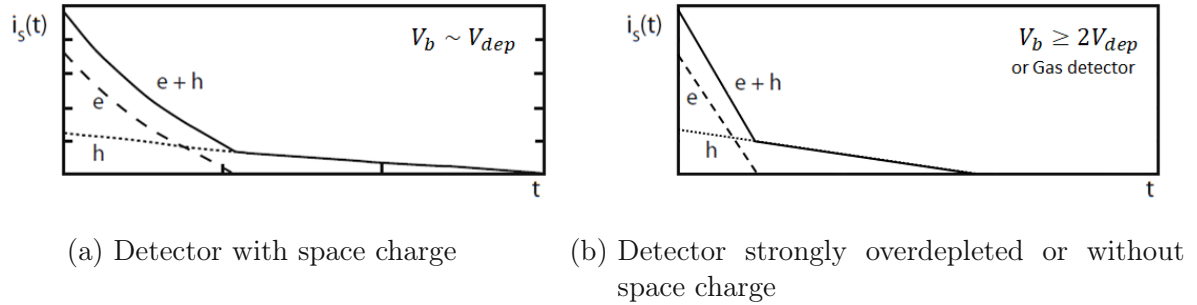 i_s(t)
V_b ∼ V_dep
e + h
e
h
t
(a) Detector with space charge
i_s(t)
V_b ≥ 2V_dep
or Gas detector
e + h
e
h
t
(b) Detector strongly overdepleted or without
space charge